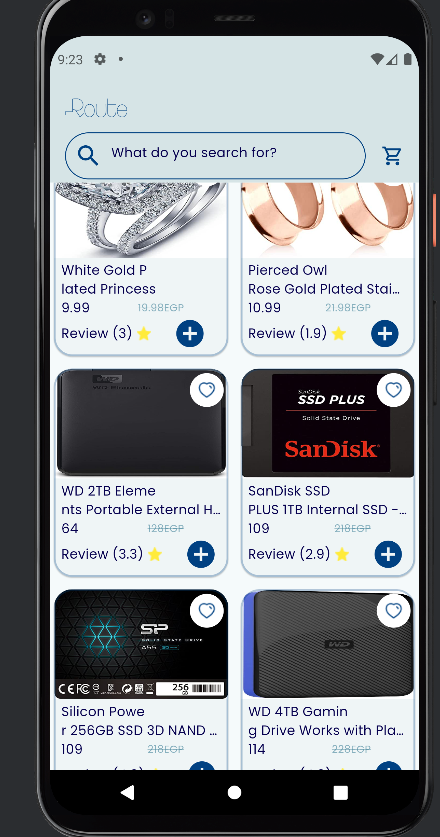 9:23
Route
What do you search for?
White Gold P
lated Princess
9.99 19.98EGP
Review (3)
Pierced Owl
Rose Gold Plated Stai...
10.99 21.98EGP
Review (1.9)
WD 2TB Eleme
nts Portable External H...
64 128EGP
Review (3.3)
SanDisk
SSD PLUS
Solid State Drive
SanDisk
SanDisk SSD
PLUS 1TB Internal SSD -...
109 218EGP
Review (2.9)
SP
A55
256
Silicon Powe
r 256GB SSD 3D NAND ...
109 218EGP
WD
WD 4TB Gamin
g Drive Works with Pla...
114 228EGP